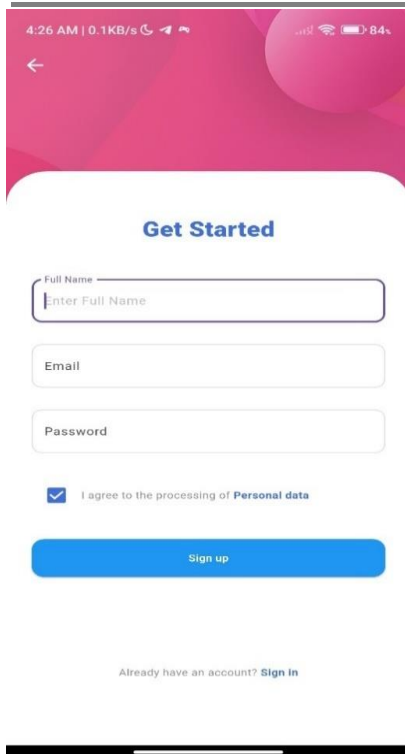 4:26 AM | 0.1KB/s
84%
Get Started
Full Name
Enter Full Name
Email
Password
I agree to the processing of Personal data
Sign up
Already have an account? Sign in